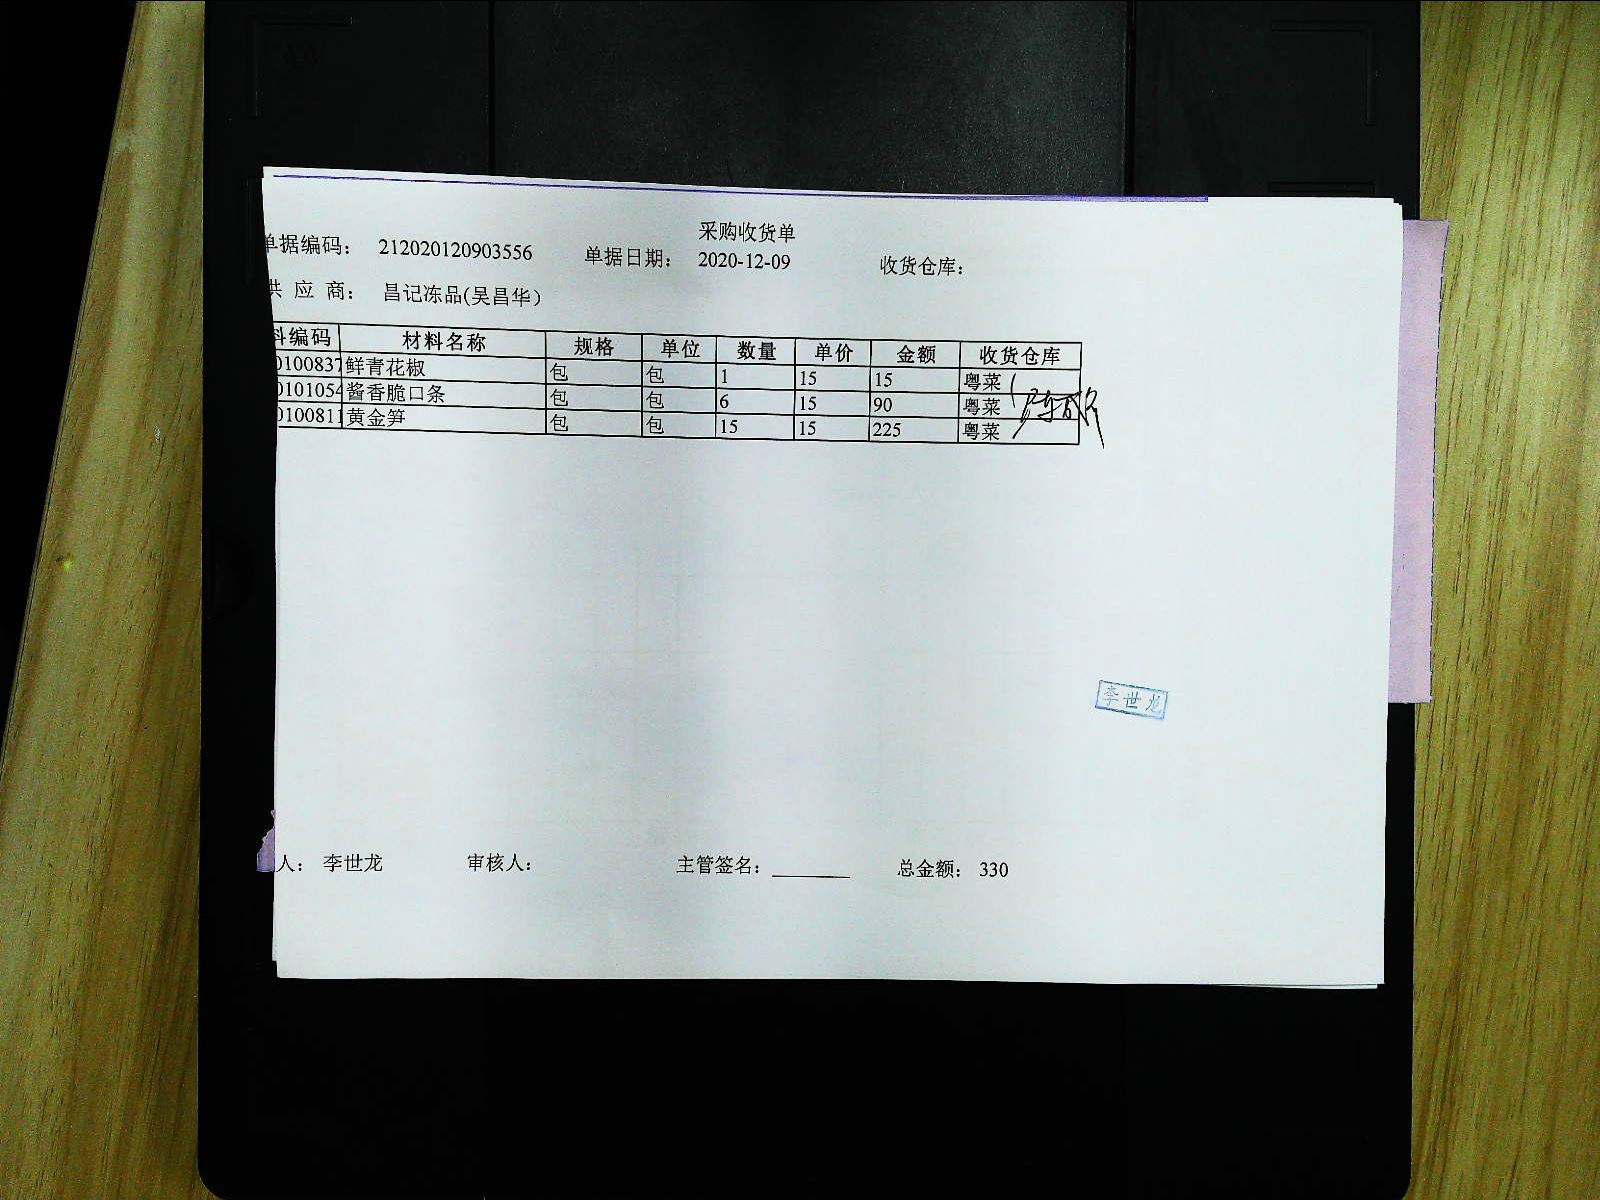 采购收货单
单据编码： 212020120903556 单据日期： 2020-12-09 收货仓库：
供 应 商： 昌记冻品(吴昌华）
料编码 材料名称 规格 单位 数量 单价 金额 收货仓库
0100837 鲜青花椒 包 包 1 15 15 粤菜
0101054 酱香脆口条 包 包 6 15 90 粤菜
0100811 黄金笋 包 包 15 15 225 粤菜
李世龙
人： 李世龙 审核人： 主管签名： 总金额： 330